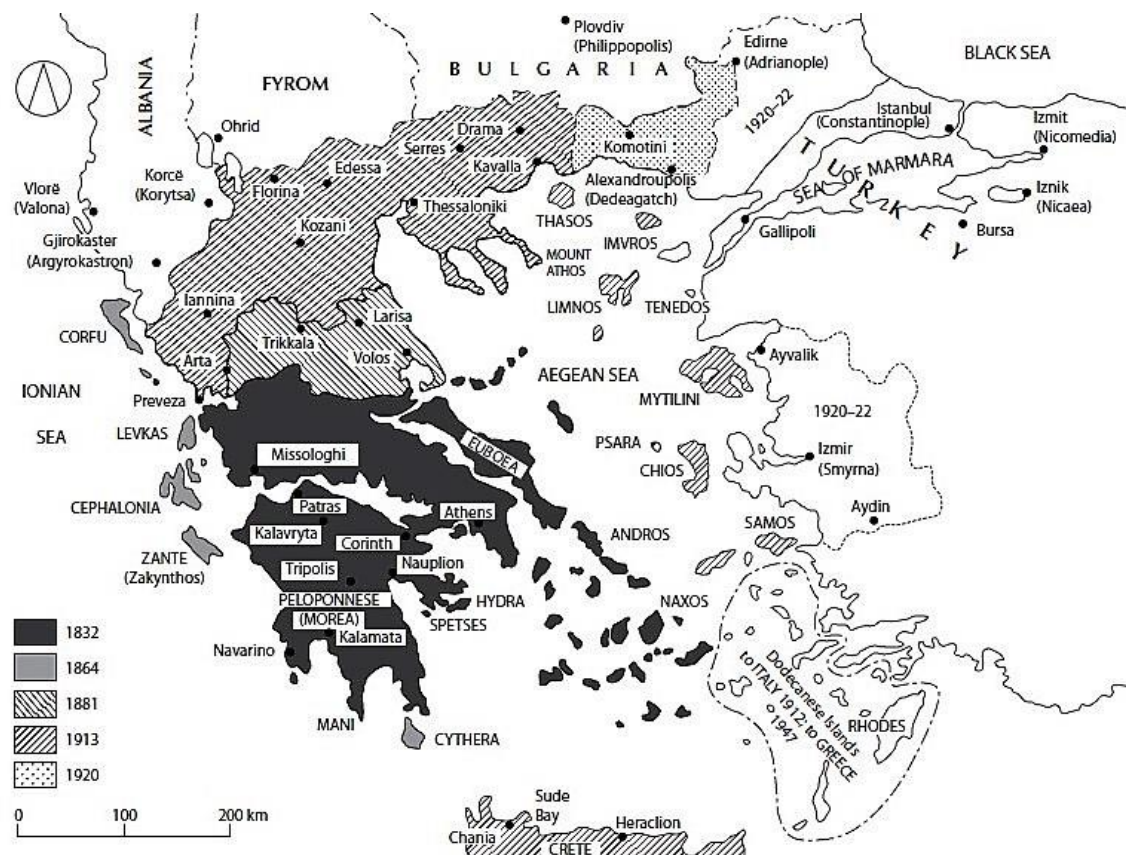 Plovdiv
(Philippopolis)
Edirne
(Adrianople)
BLACK SEA
BULGARIA
FYROM
ALBANIA
1920–22
Istanbul
(Constantinople)
Izmit
(Nicomedia)
Ohrid
Drama
Serres
Komotini
Kavalla
Edessa
Korcë
(Korytsa)
Florina
Vlorë
(Valona)
Alexandroupolis
(Dedeagatch)
SEA OF MARMARA
TURKEY
Iznik
(Nicaea)
Thessaloniki
THASOS
Gallipoli
Bursa
Gjirokaster
(Argyrokastron)
Kozani
IMVROS
MOUNT
ATHOS
Iannina
LIMNOS
TENEDOS
CORFU
Larisa
Trikkala
Volos
Arta
Ayvalik
AEGEAN SEA
MYTILINI
IONIAN
SEA
Preveza
LEVKAS
1920–22
EUBOEA
PSARA
Missologhi
CHIOS
Izmir
(Smyrna)
CEPHALONIA
Patras
Athens
Aydin
Kalavryta
Corinth
ANDROS
SAMOS
ZANTE
(Zakynthos)
Tripolis
Nauplion
PELOPONNESE
(MOREA)
HYDRA
NAXOS
SPETSES
Kalamata
Navarino
MANI
CYTHERA
Dodecanese Islands
to ITALY 1912; to GREECE
1947
RHODES
1832
1864
1881
1913
1920
0 100 200 km
Sude
Bay
Chania
Heraclion
CRETE